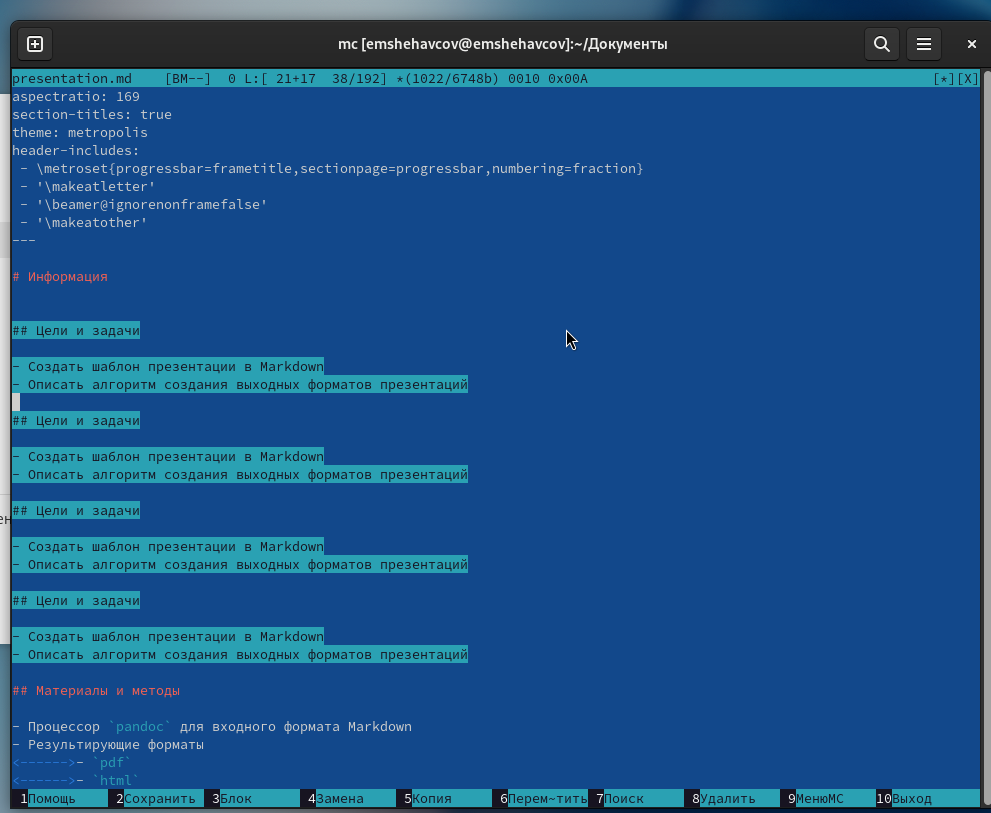 mc [emshehavcov@emshehavcov]:~/Документы
presentation.md [BM--] 0 L:[ 21+17 38/192] *(1022/6748b) 0010 0x00A [*][X]
aspectratio: 169
section-titles: true
theme: metropolis
header-includes:
- \metroset{progressbar=frametitle,sectionpage=progressbar,numbering=fraction}
- '\makeatletter'
- '\beamer@ignorenonframefalse'
- '\makeatother'
---
# Информация
## Цели и задачи
- Создать шаблон презентации в Markdown
- Описать алгоритм создания выходных форматов презентаций
## Цели и задачи
- Создать шаблон презентации в Markdown
- Описать алгоритм создания выходных форматов презентаций
## Цели и задачи
- Создать шаблон презентации в Markdown
- Описать алгоритм создания выходных форматов презентаций
## Цели и задачи
- Создать шаблон презентации в Markdown
- Описать алгоритм создания выходных форматов презентаций
## Материалы и методы
- Процессор `pandoc` для входного формата Markdown
- Результирующие форматы
<------>- `pdf`
<------>- `html`
1Помощь 2Сохранить 3Блок 4Замена 5Копия 6Перем~тить 7Поиск 8Удалить 9МенюMC 10Выход